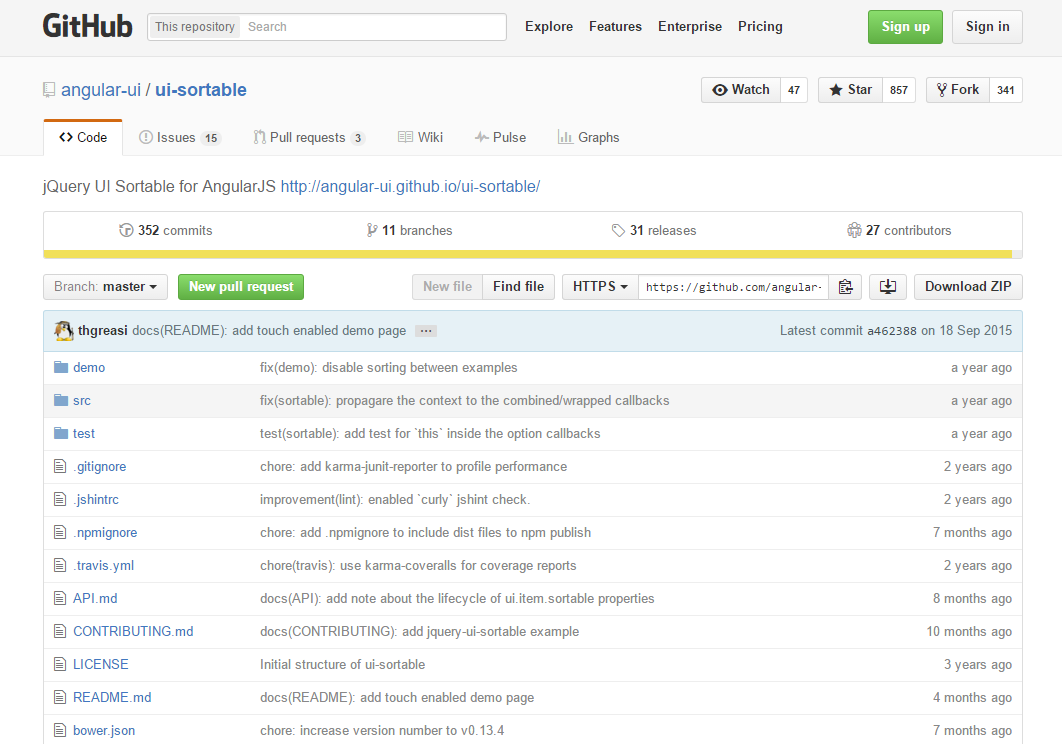 GitHub This repository Search Explore Features Enterprise Pricing Sign up Sign in
angular-ui / ui-sortable Watch 47 Star 857 Fork 341
Code Issues 15 Pull requests 3 Wiki Pulse Graphs
jQuery UI Sortable for AngularJS http://angular-ui.github.io/ui-sortable/
352 commits 11 branches 31 releases 27 contributors
Branch: master New pull request New file Find file HTTPS https://github.com/angular- Download ZIP
thgreasi docs(README): add touch enabled demo page ... Latest commit a462388 on 18 Sep 2015
demo fix(demo): disable sorting between examples a year ago
src fix(sortable): propagare the context to the combined/wrapped callbacks a year ago
test test(sortable): add test for `this` inside the option callbacks a year ago
.gitignore chore: add karma-junit-reporter to profile performance 2 years ago
.jshintrc improvement(lint): enabled `curly` jshint check. 2 years ago
.npmignore chore: add .npmignore to include dist files to npm publish 7 months ago
.travis.yml chore(travis): use karma-coveralls for coverage reports 2 years ago
API.md docs(API): add note about the lifecycle of ui.item.sortable properties 8 months ago
CONTRIBUTING.md docs(CONTRIBUTING): add jquery-ui-sortable example 10 months ago
LICENSE Initial structure of ui-sortable 3 years ago
README.md docs(README): add touch enabled demo page 4 months ago
bower.json chore: increase version number to v0.13.4 7 months ago